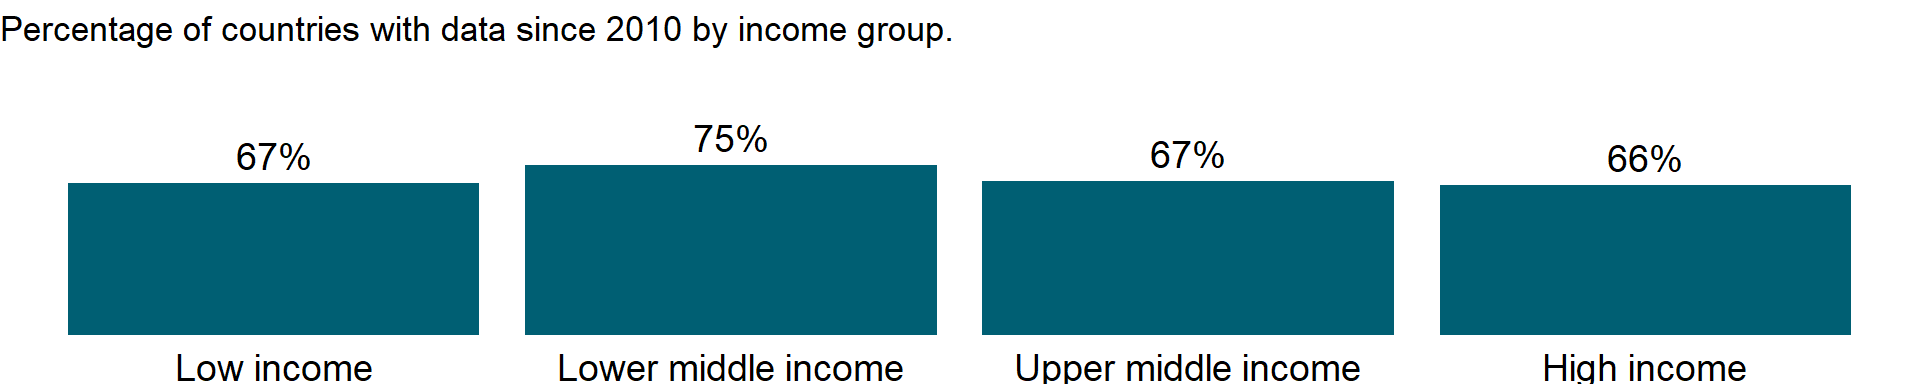 Percentage of countries with data since 2010 by income group.
67%
75%
67%
66%
Low income
Lower middle income
Upper middle income
High income